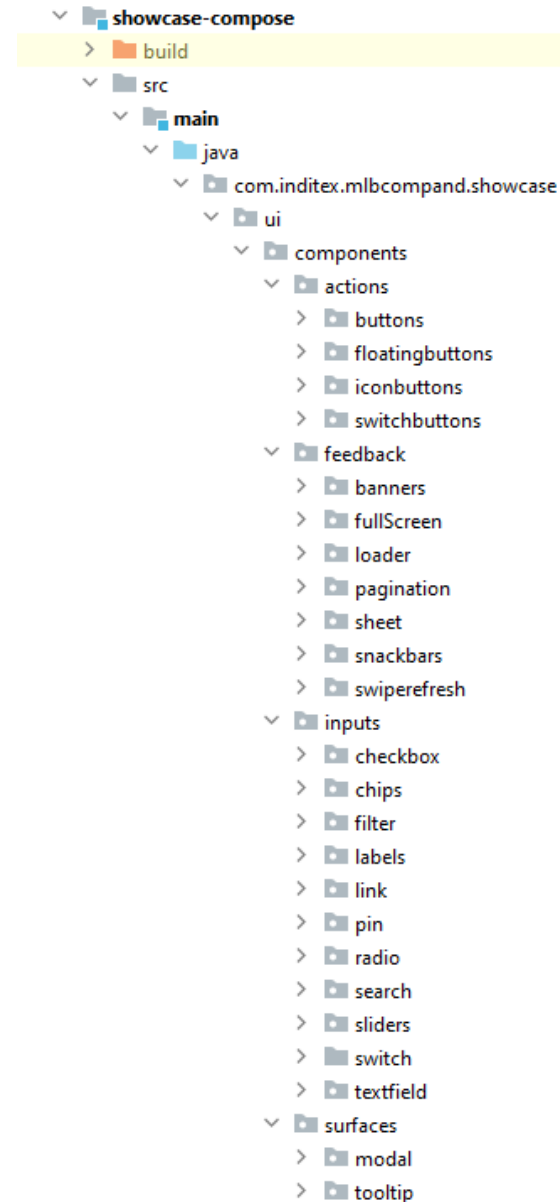 showcase-compose
build
src
main
java
com.inditex.mlbcompand.showcase
ui
components
actions
buttons
floatingbuttons
iconbuttons
switchbuttons
feedback
banners
fullScreen
loader
pagination
sheet
snackbars
swiperefresh
inputs
checkbox
chips
filter
labels
link
pin
radio
search
sliders
switch
textfield
surfaces
modal
tooltip